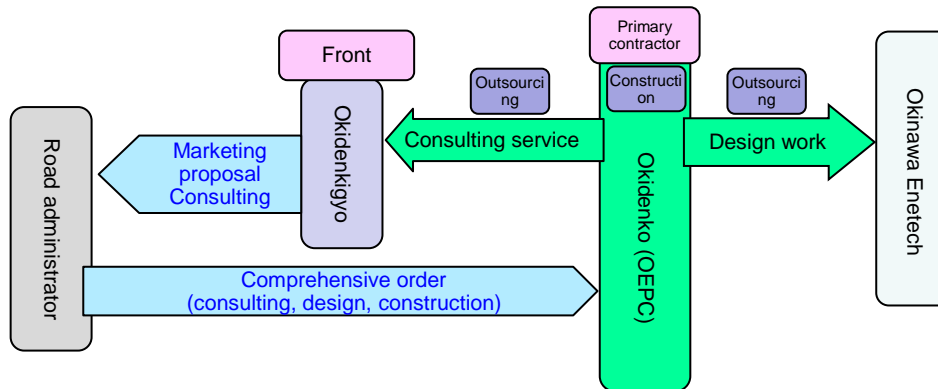 Primary
contractor
Front
Outsourci
ng
Constructi
on
Outsourci
ng
Road administrator
Marketing
proposal
Consulting
Okidenkigyo
Consulting service
Okidenko (OEPC)
Design work
Okinawa Enetech
Comprehensive order
(consulting, design, construction)